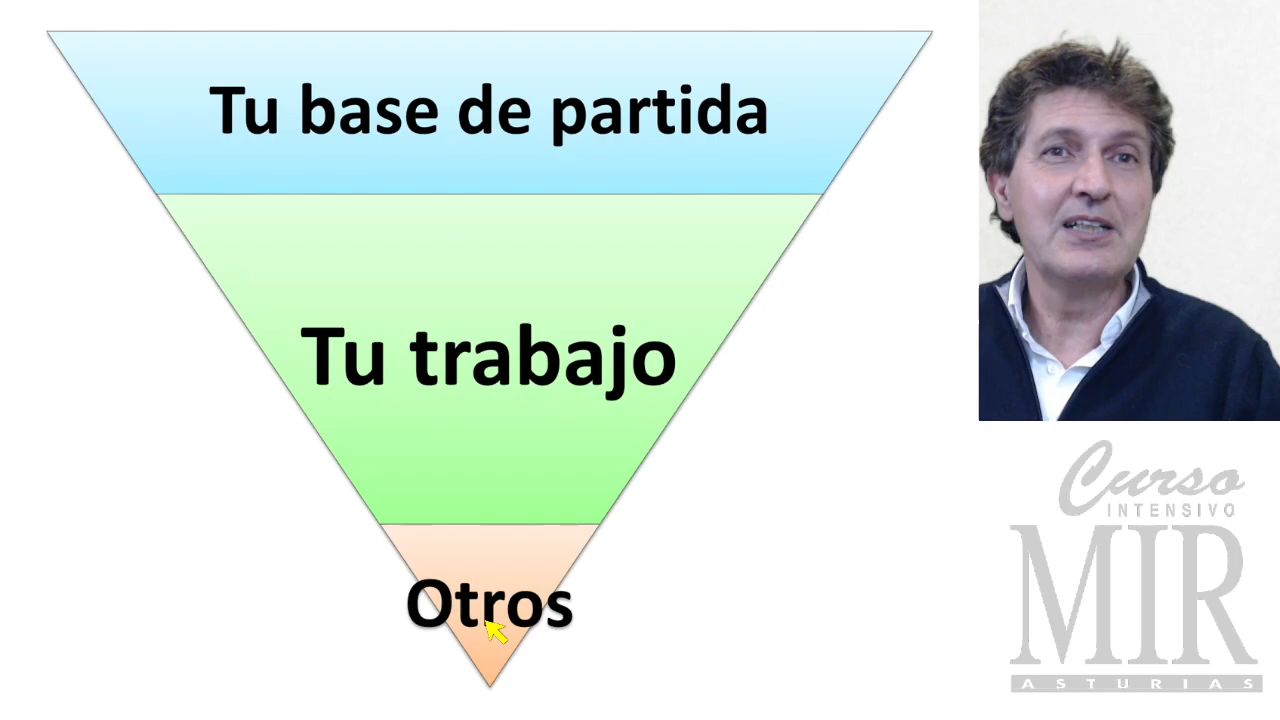 Tu base de partida
Tu trabajo
Otros
Curso
INTENSIVO
MIR
ASTURIAS